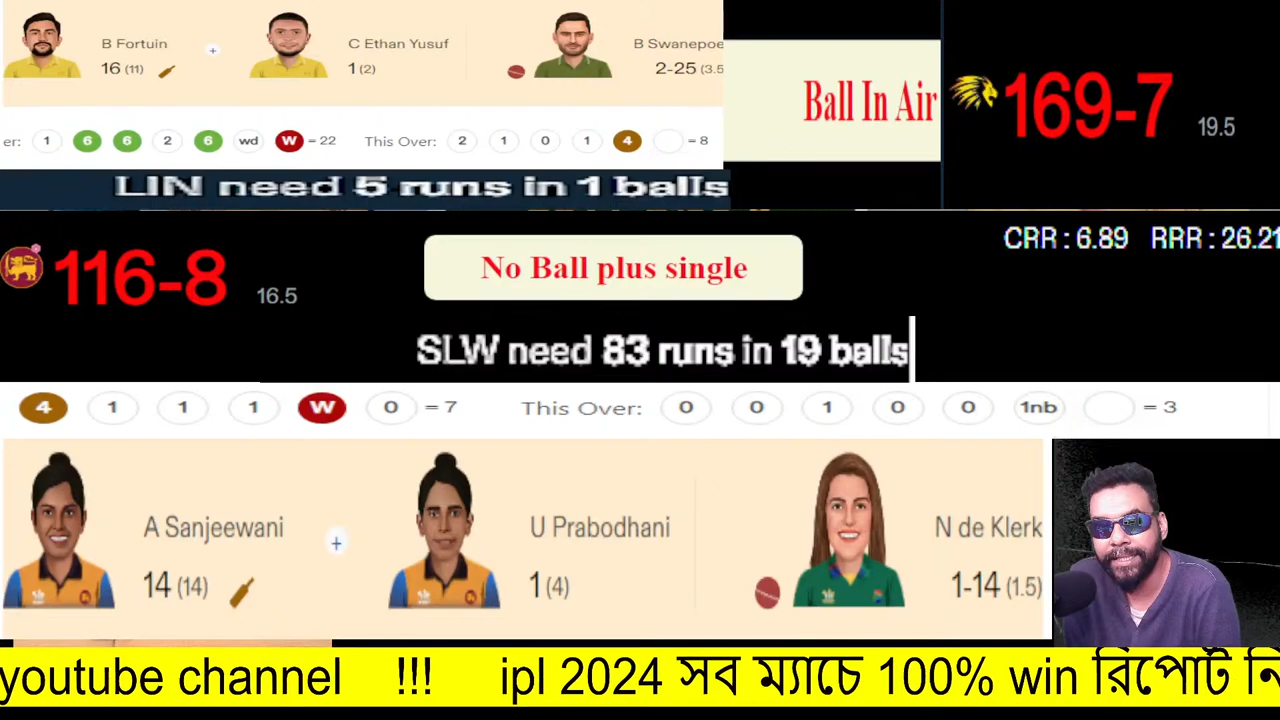 B Fortuin
16 (11)
+
C Ethan Yusuf
1 (2)
B Swanepoe
2-25 (3.5
er: 1 6 6 2 6 wd W = 22 This Over: 2 1 0 1 4 = 8
LIN need 5 runs in 1 balls
Ball In Air
169-7 19.5
116-8 16.5
No Ball plus single
CRR : 6.89 RRR : 26.21
SLW need 83 runs in 19 balls
4 1 1 1 W 0 = 7 This Over: 0 0 1 0 0 1nb = 3
A Sanjeewani
14 (14)
+
U Prabodhani
1 (4)
N de Klerk
1-14 (1.5)
youtube channel !!! ipl 2024 সব ম্যাচে 100% win রিপোর্ট নি